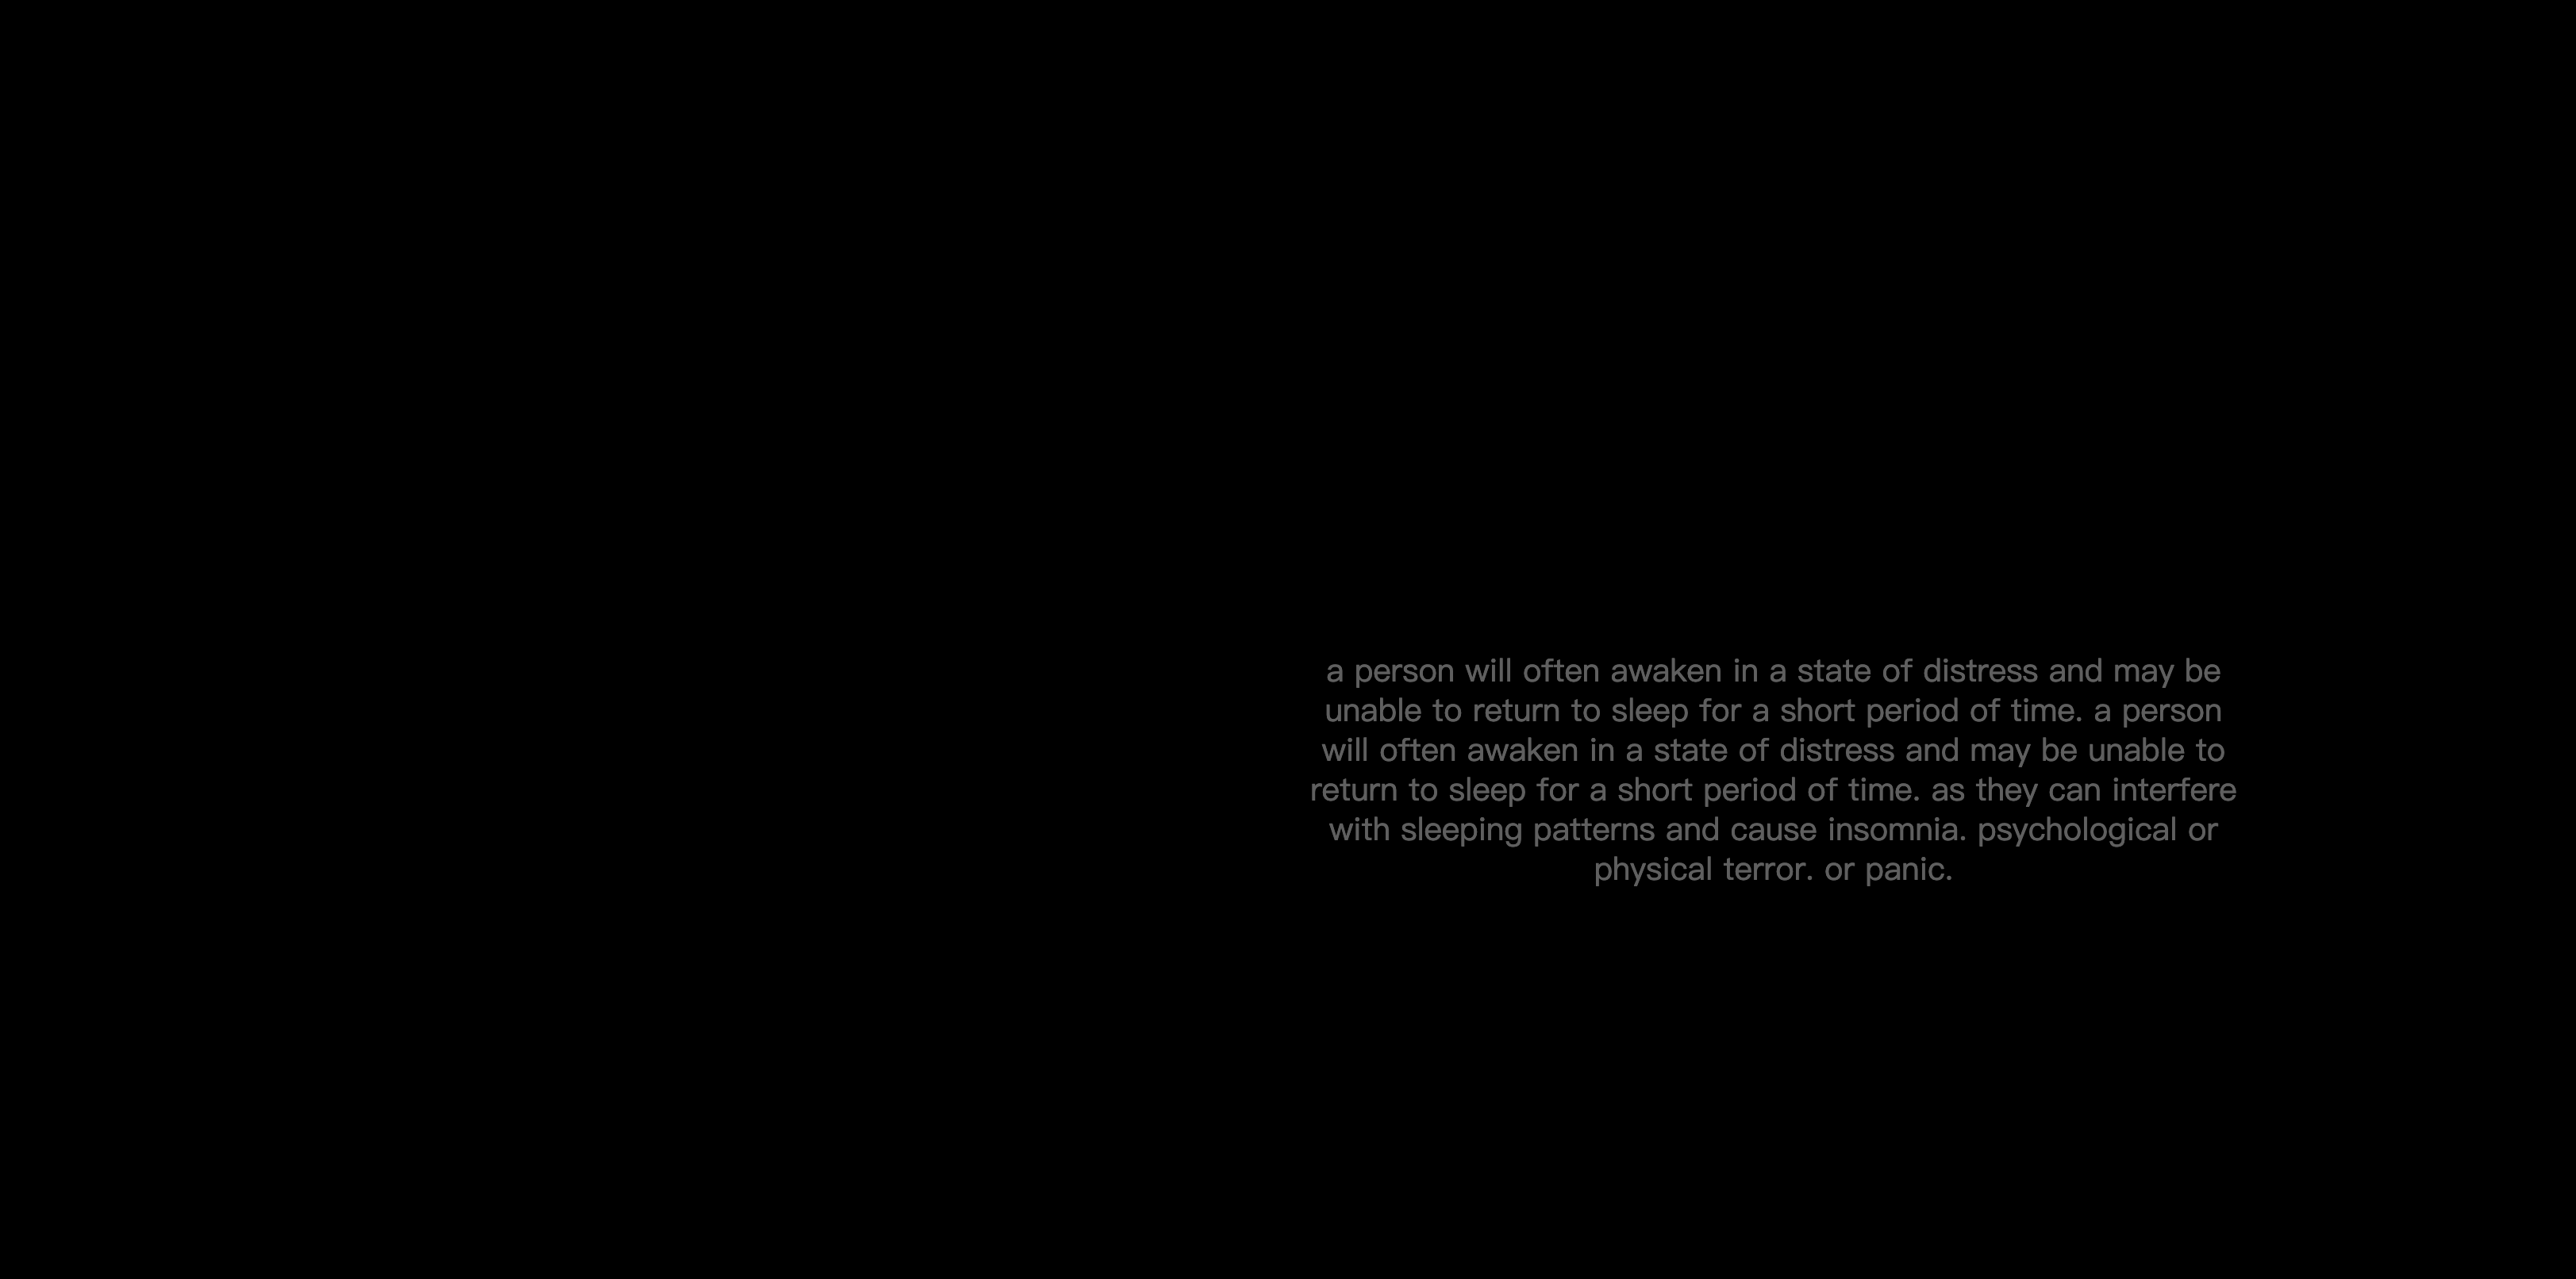 a person will often awaken in a state of distress and may be
unable to return to sleep for a short period of time. a person
will often awaken in a state of distress and may be unable to
return to sleep for a short period of time. as they can interfere
with sleeping patterns and cause insomnia. psychological or
physical terror. or panic.